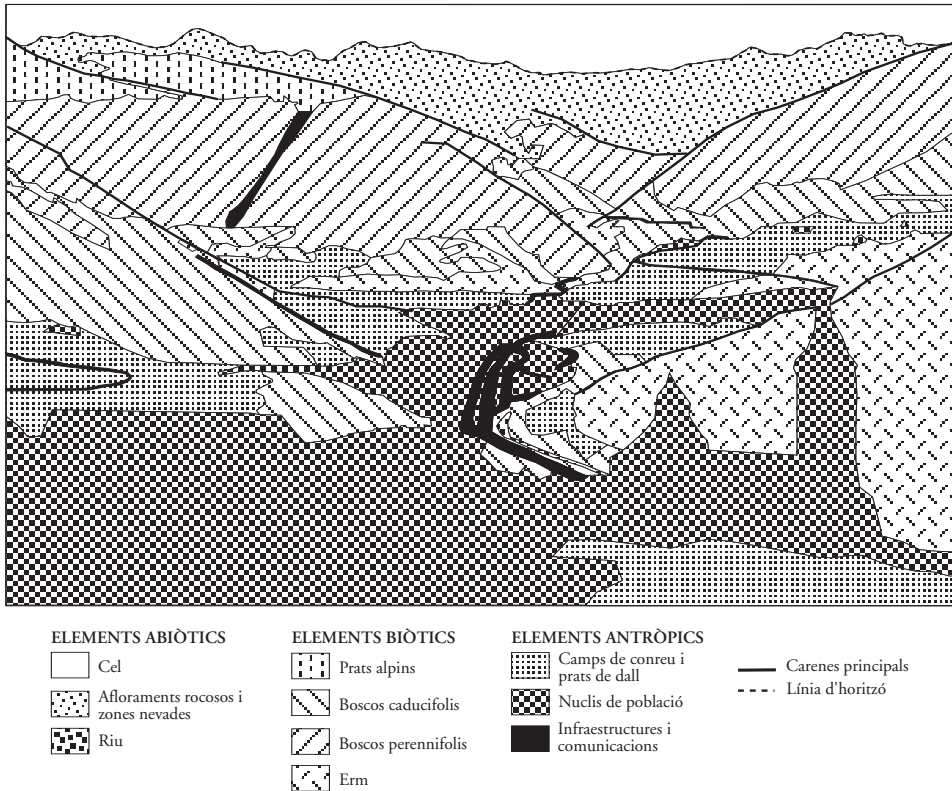 ELEMENTS ABIÒTICS
Cel
Afloraments rocosos i
zones nevades
Riu
ELEMENTS BIÒTICS
Prats alpins
Boscos caducifolis
Boscos perennifolis
Erm
ELEMENTS ANTRÒPICS
Camps de conreu i
prats de dall
Nuclis de població
Infraestructures i
comunicacions
Carenes principals
Línia d'horitzó